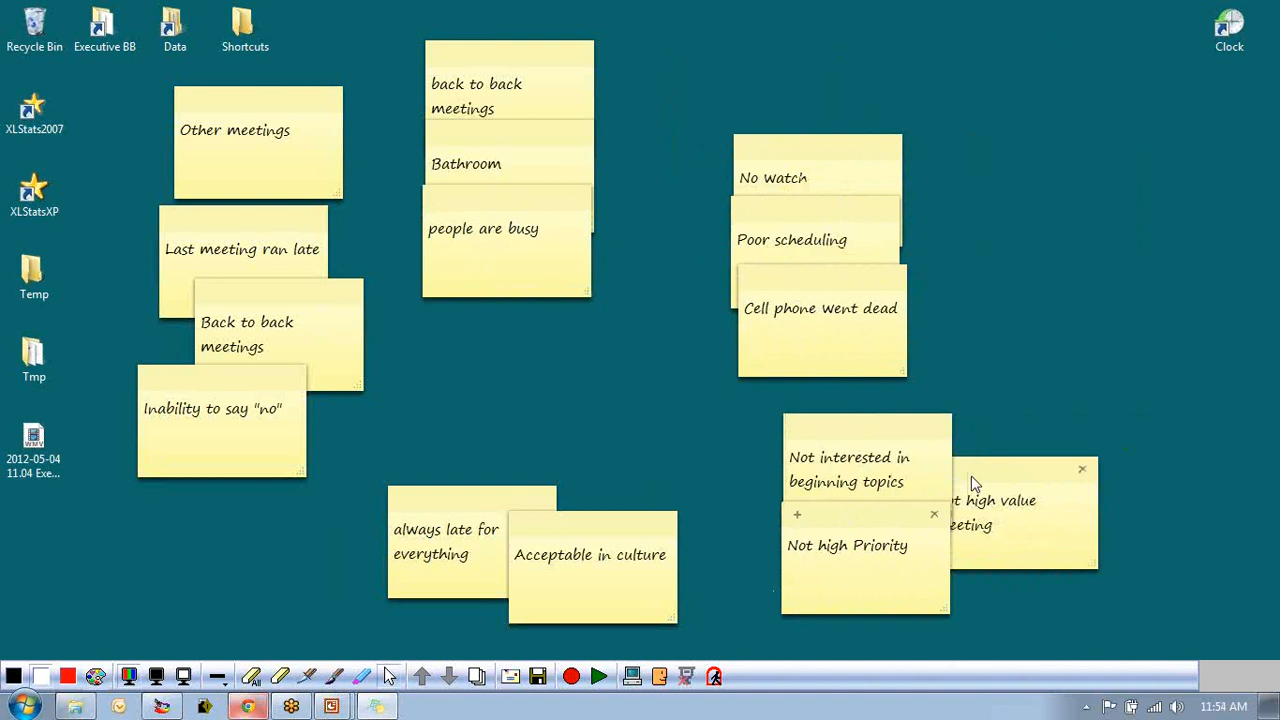 Recycle Bin
Executive BB
Data
Shortcuts
Clock
XLStats2007
XLStatsXP
Temp
Tmp
2012-05-04
11.04 Exe...
Other meetings
Last meeting ran late
Back to back
meetings
Inability to say "no"
back to back
meetings
Bathroom
people are busy
No watch
Poor scheduling
Cell phone went dead
always late for
everything
Acceptable in culture
Not interested in
beginning topics
Not high Priority
high value
11:54 AM